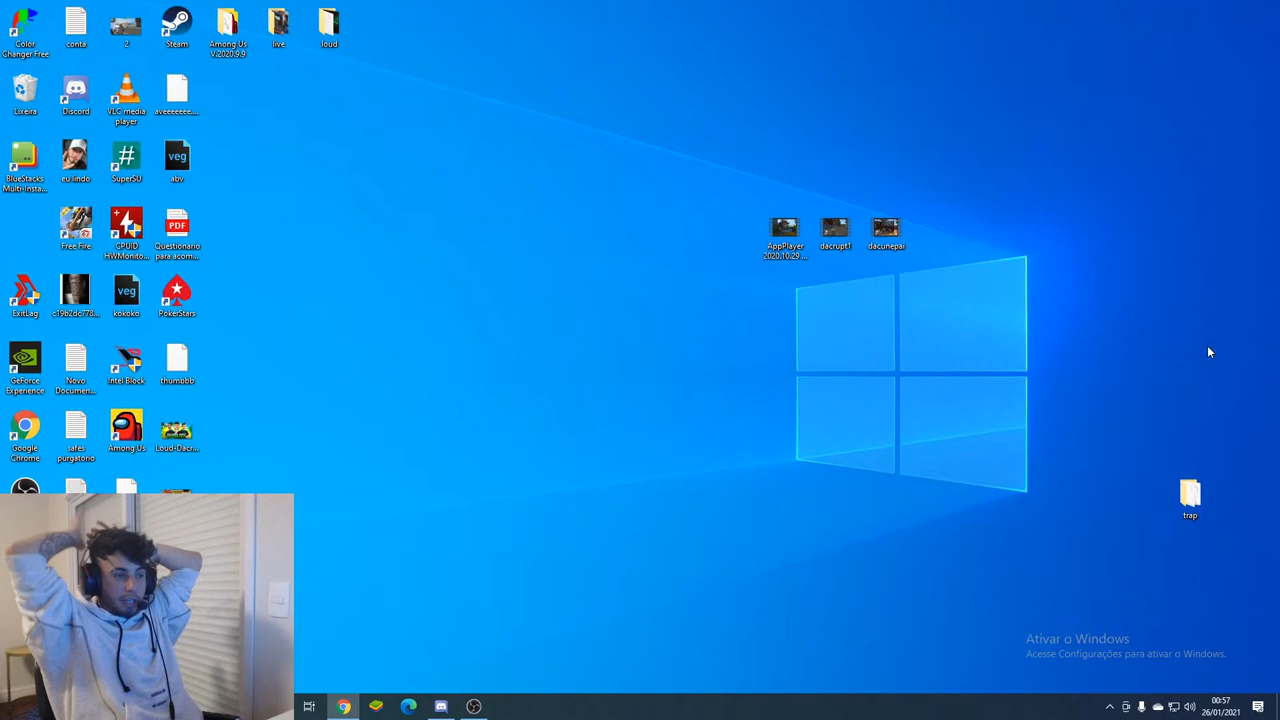 Color
Changer Free
conta
2
Steam
Among Us
V.2020.9.9
live
loud
Lixeira
Discord
VLC media
player
aveeeeeee....
BlueStacks
Multi-Insta...
eu lindo
#
SuperSU
veg
abv
Free Fire
CPUID
HWMonito...
PDF
Questionario
para acom...
AppPlayer
2020.10.29 ...
dacrupt1
dacunepai
ExitLag
c19b2dc778...
veg
kokoko
PokerStars
GeForce
Experience
Novo
Documen...
Intel Block
thumbbb
Google
Chrome
safes
purgatorio
Among Us
Loud-Dacr...
trap
Ativar o Windows
Acesse Configurações para ativar o Windows.
00:57
26/01/2021